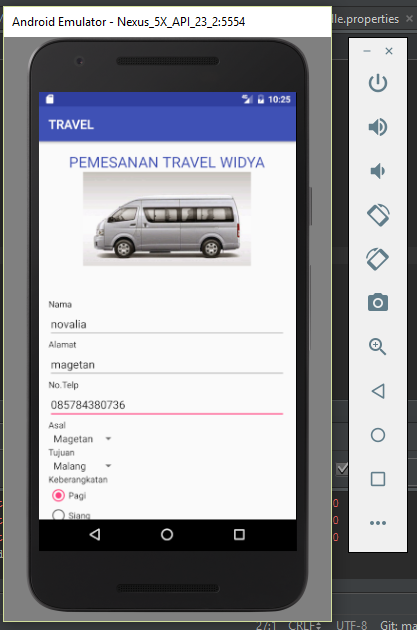 Android Emulator - Nexus_5X_API_23_2:5554
dle.properties
10:25
TRAVEL
PEMESANAN TRAVEL WIDYA
Nama
novalia
Alamat
magetan
No.Telp
085784380736
Asal
Magetan
Tujuan
Malang
Keberangkatan
Pagi
Siang
27:1 CRLF UTF-8 Git: ma